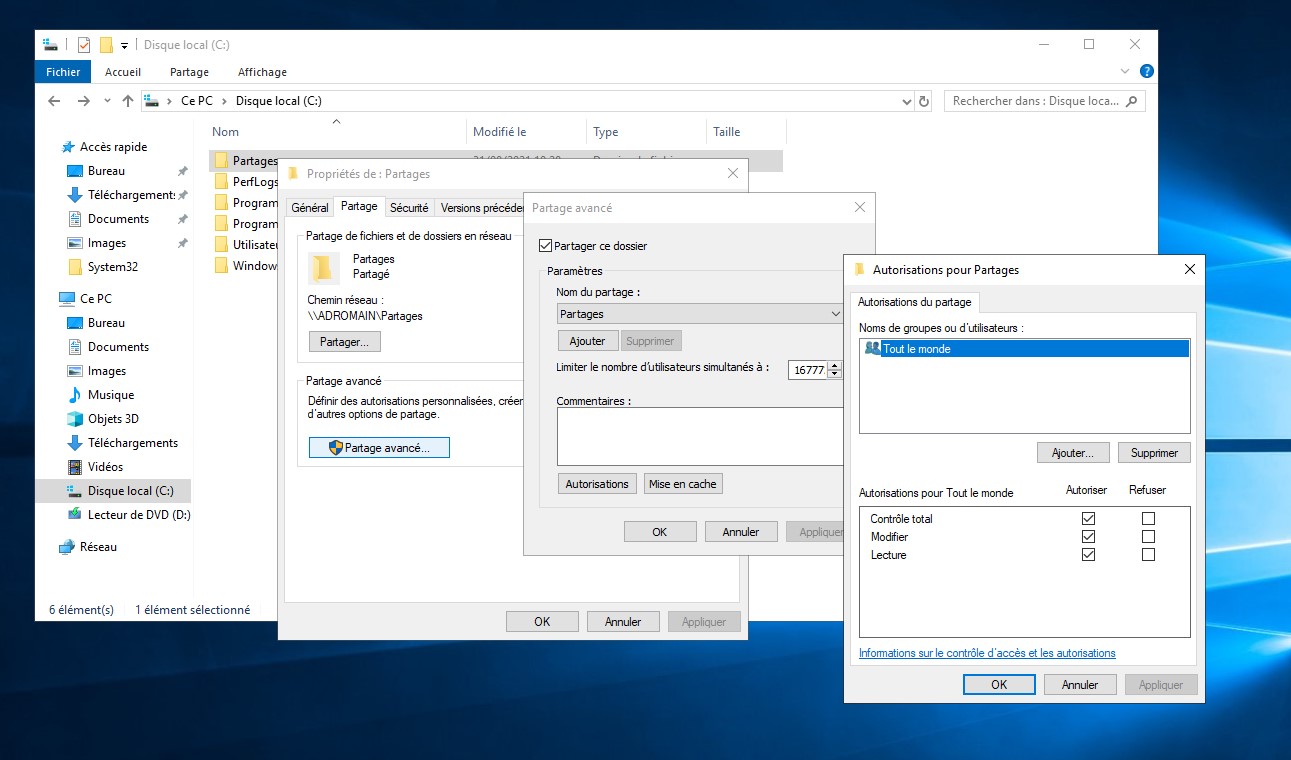 Disque local (C:)
Fichier Accueil Partage Affichage
Ce PC Disque local (C:)
Rechercher dans : Disque loca...
Nom Modifié le Type Taille
Accès rapide
Bureau
Téléchargements
Documents
Images
System32
Ce PC
Bureau
Documents
Images
Musique
Objets 3D
Téléchargements
Vidéos
Disque local (C:)
Lecteur de DVD (D:)
Réseau
Partages
PerfLogs
Program
Program
Utilisateu
Window
6 élément(s) 1 élément sélectionné
Propriétés de : Partages
Général Partage Sécurité Versions précéden
Partage de fichiers et de dossiers en réseau
Partages
Partagé
Chemin réseau :
\\ADROMAIN\Partages
Partager...
Partage avancé
Définir des autorisations personnalisées, créer
d'autres options de partage.
Partage avancé...
OK Annuler Appliquer
Partage avancé
Partager ce dossier
Paramètres
Nom du partage :
Partages
Ajouter Supprimer
Limiter le nombre d'utilisateurs simultanés à : 16777
Commentaires :
Autorisations Mise en cache
OK Annuler Appliquer
Autorisations pour Partages
Autorisations du partage
Noms de groupes ou d'utilisateurs :
Tout le monde
Ajouter... Supprimer
Autorisations pour Tout le monde Autoriser Refuser
Contrôle total
Modifier
Lecture
Informations sur le contrôle d'accès et les autorisations
OK Annuler Appliquer